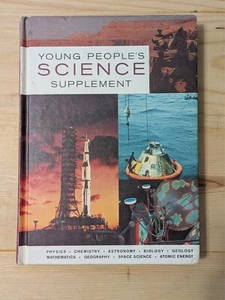 YOUNG PEOPLE'S
SCIENCE
SUPPLEMENT
PHYSICS • CHEMISTRY • ASTRONOMY • BIOLOGY • GEOLOGY
MATHEMATICS • GEOGRAPHY • SPACE SCIENCE • ATOMIC ENERGY